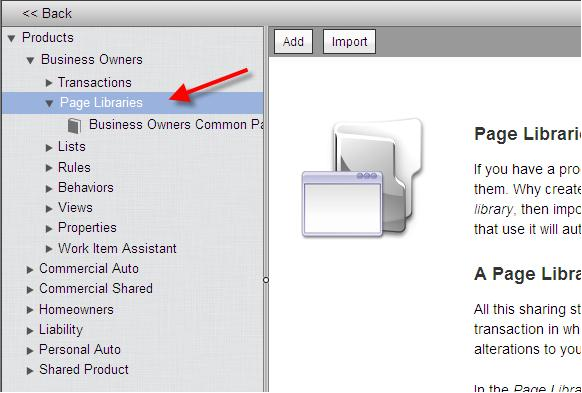 << Back
Products
Business Owners
Transactions
Page Libraries
Business Owners Common Pa
Lists
Rules
Behaviors
Views
Properties
Work Item Assistant
Commercial Auto
Commercial Shared
Homeowners
Liability
Personal Auto
Shared Product
Add Import
Page Librari
If you have a pro
them. Why create
library, then impo
that use it will aut
A Page Libra
All this sharing st
transaction in wh
alterations to you
In the Page Libra